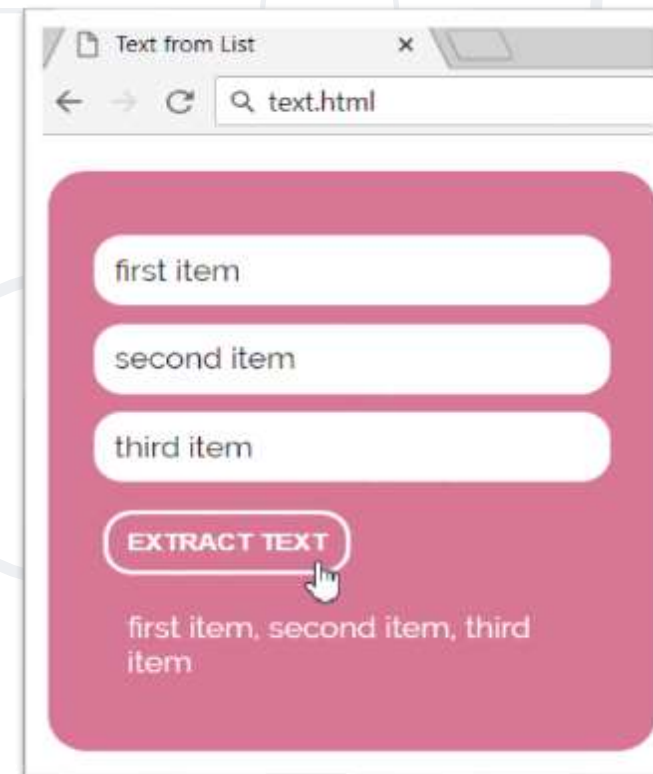 Text from List
text.html
first item
second item
third item
EXTRACT TEXT
first item, second item, third
item